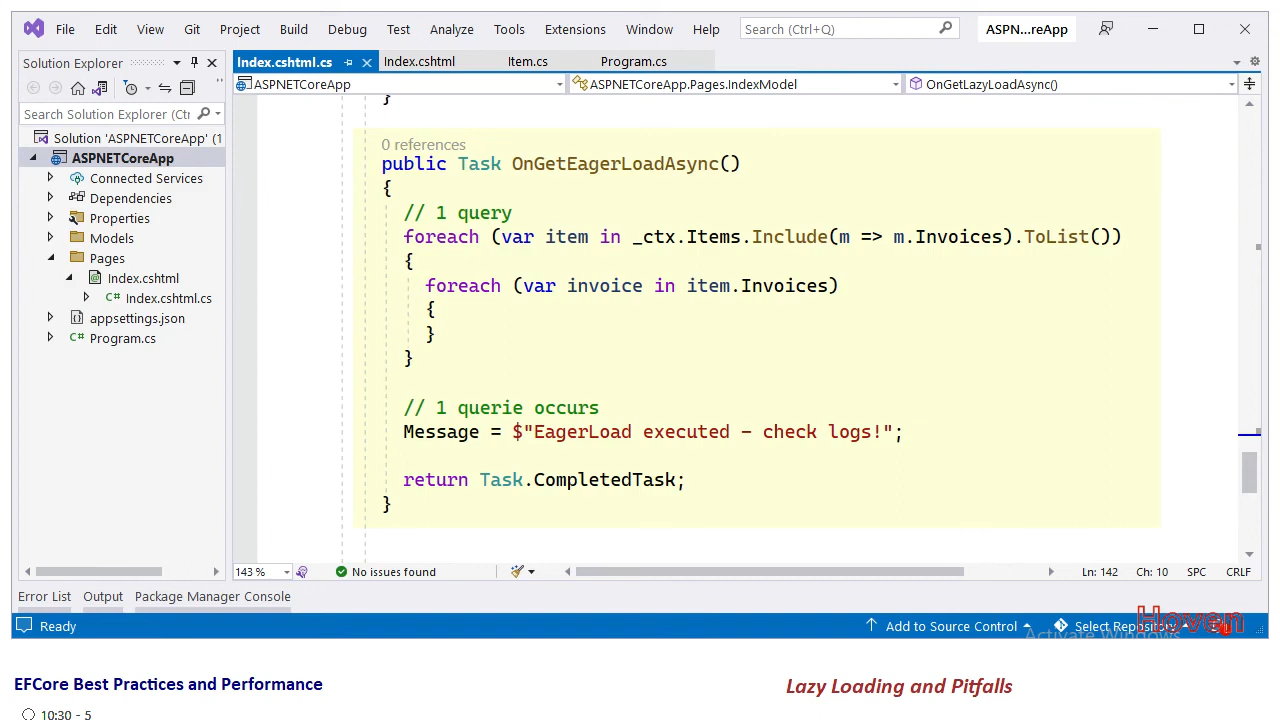 File Edit View Git Project Build Debug Test Analyze Tools Extensions Window Help Search (Ctrl+Q) ASPN...reApp
Solution Explorer
Index.cshtml.cs Index.cshtml Item.cs Program.cs
ASPNETCoreApp ASPNETCoreApp.Pages.IndexModel OnGetLazyLoadAsync()
Search Solution Explorer (Ctr
Solution 'ASPNETCoreApp' (1
ASPNETCoreApp
Connected Services
Dependencies
Properties
Models
Pages
Index.cshtml
Index.cshtml.cs
appsettings.json
Program.cs
}
0 references
public Task OnGetEagerLoadAsync()
{
// 1 query
foreach (var item in _ctx.Items.Include(m => m.Invoices).ToList())
{
foreach (var invoice in item.Invoices)
{
}
}
// 1 querie occurs
Message = $"EagerLoad executed - check logs!";
return Task.CompletedTask;
}
143 % No issues found Ln: 142 Ch: 10 SPC CRLF
Error List Output Package Manager Console
Ready Add to Source Control Select Repository
Hoven
Activate Windows
EFCore Best Practices and Performance
Lazy Loading and Pitfalls
10:30 - 5